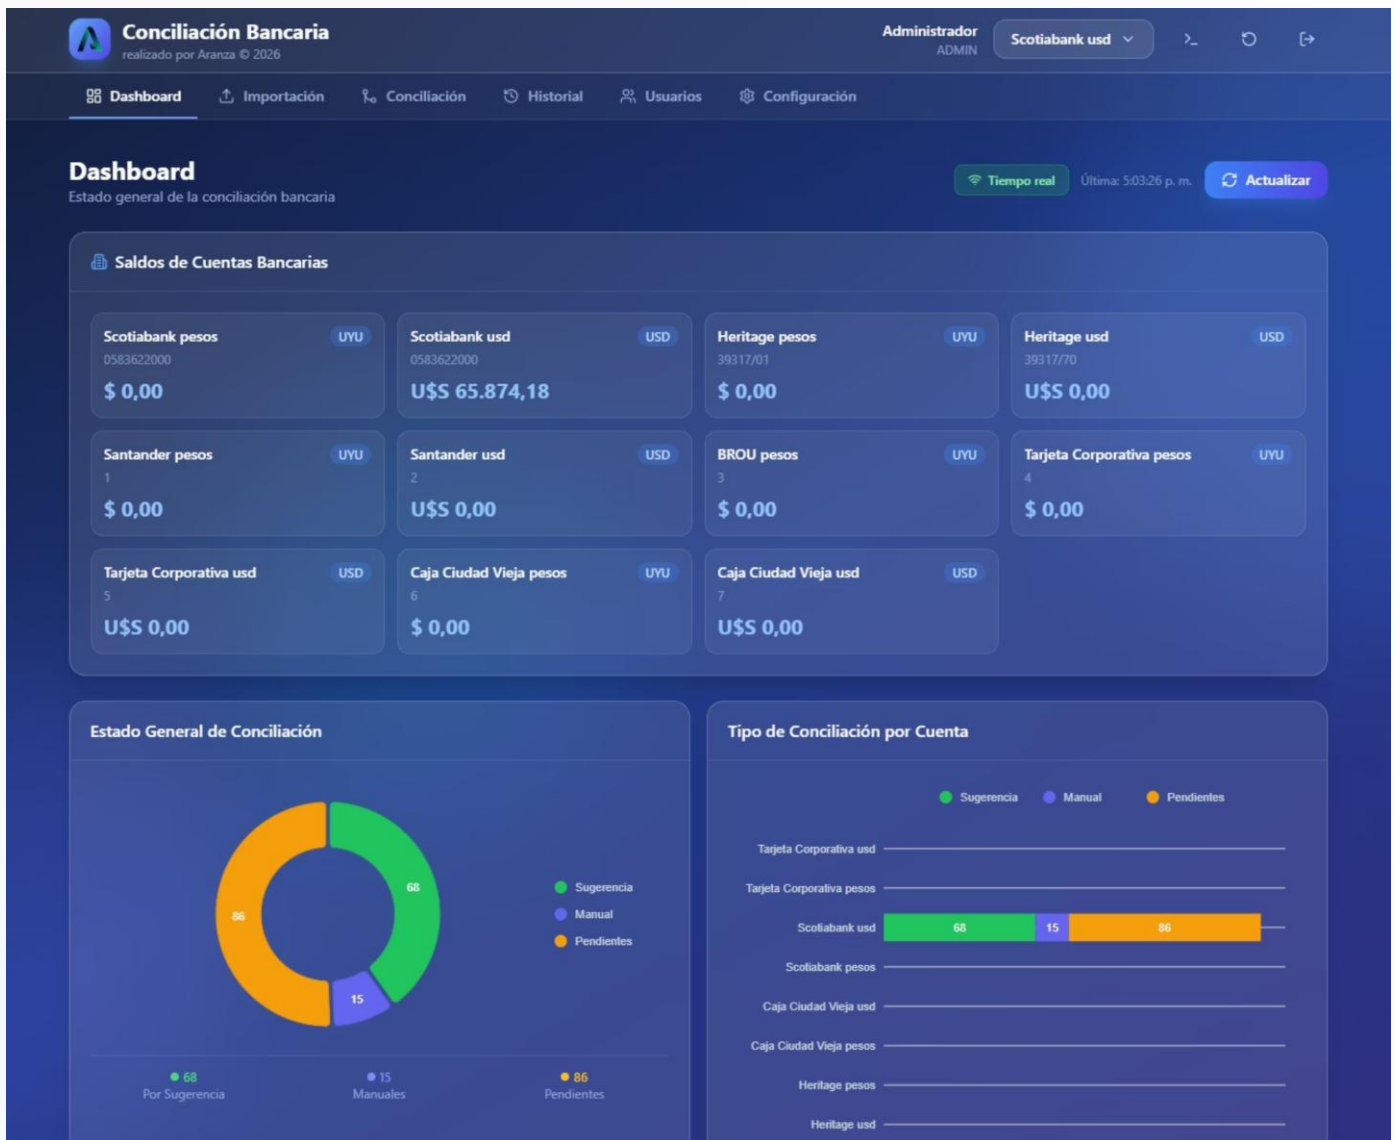 Conciliación Bancaria
realizado por Aranza © 2026
Administrador
ADMIN
Scotiabank usd
Dashboard Importación Conciliación Historial Usuarios Configuración
Dashboard
Estado general de la conciliación bancaria
Tiempo real Última: 5:03:26 p. m. Actualizar
Saldos de Cuentas Bancarias
Scotiabank pesos UYU
0583622000
$ 0,00
Scotiabank usd USD
0583622000
U$S 65.874,18
Heritage pesos UYU
39317/01
$ 0,00
Heritage usd USD
39317/70
U$S 0,00
Santander pesos UYU
1
$ 0,00
Santander usd USD
2
U$S 0,00
BROU pesos UYU
3
$ 0,00
Tarjeta Corporativa pesos UYU
4
$ 0,00
Tarjeta Corporativa usd USD
5
U$S 0,00
Caja Ciudad Vieja pesos UYU
6
$ 0,00
Caja Ciudad Vieja usd USD
7
U$S 0,00
Estado General de Conciliación
68
86
15
Sugerencia
Manual
Pendientes
68
Por Sugerencia
15
Manuales
86
Pendientes
Tipo de Conciliación por Cuenta
Sugerencia Manual Pendientes
Tarjeta Corporativa usd
Tarjeta Corporativa pesos
Scotiabank usd 68 15 86
Scotiabank pesos
Caja Ciudad Vieja usd
Caja Ciudad Vieja pesos
Heritage pesos
Heritage usd